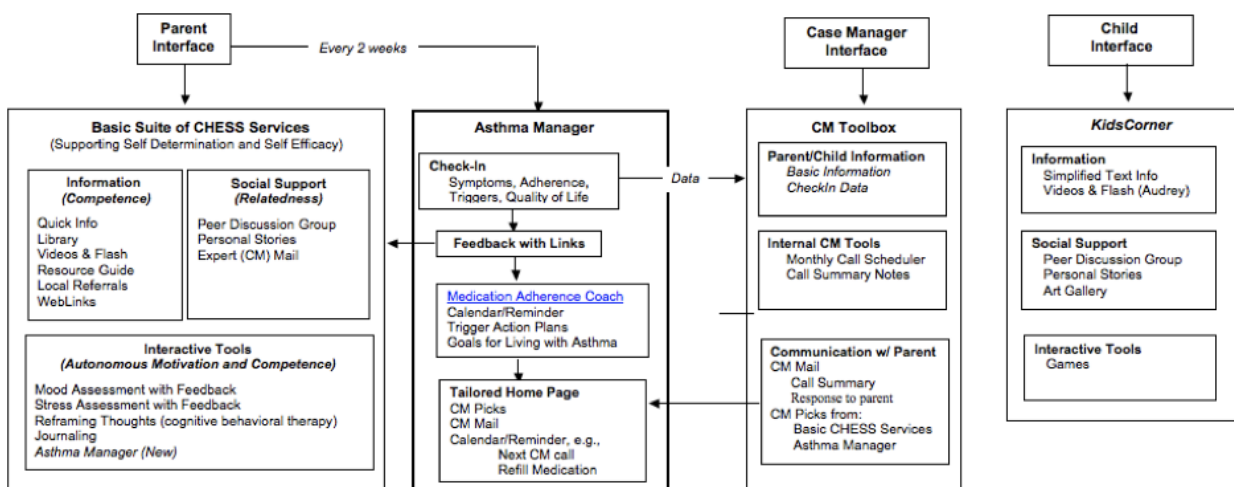 Parent
Interface
Every 2 weeks
Case Manager
Interface
Child
Interface
Basic Suite of CHESS Services
(Supporting Self Determination and Self Efficacy)
Information
(Competence)
Quick Info
Library
Videos & Flash
Resource Guide
Local Referrals
WebLinks
Social Support
(Relatedness)
Peer Discussion Group
Personal Stories
Expert (CM) Mail
Interactive Tools
(Autonomous Motivation and Competence)
Mood Assessment with Feedback
Stress Assessment with Feedback
Reframing Thoughts (cognitive behavioral therapy)
Journaling
Asthma Manager (New)
Asthma Manager
Check-In
Symptoms, Adherence,
Triggers, Quality of Life
Data
Feedback with Links
Medication Adherence Coach
Calendar/Reminder
Trigger Action Plans
Goals for Living with Asthma
Tailored Home Page
CM Picks
CM Mail
Calendar/Reminder, e.g.,
Next CM call
Refill Medication
CM Toolbox
Parent/Child Information
Basic Information
CheckIn Data
Internal CM Tools
Monthly Call Scheduler
Call Summary Notes
Communication w/ Parent
CM Mail
Call Summary
Response to parent
CM Picks from:
Basic CHESS Services
Asthma Manager
KidsCorner
Information
Simplified Text Info
Videos & Flash (Audrey)
Social Support
Peer Discussion Group
Personal Stories
Art Gallery
Interactive Tools
Games